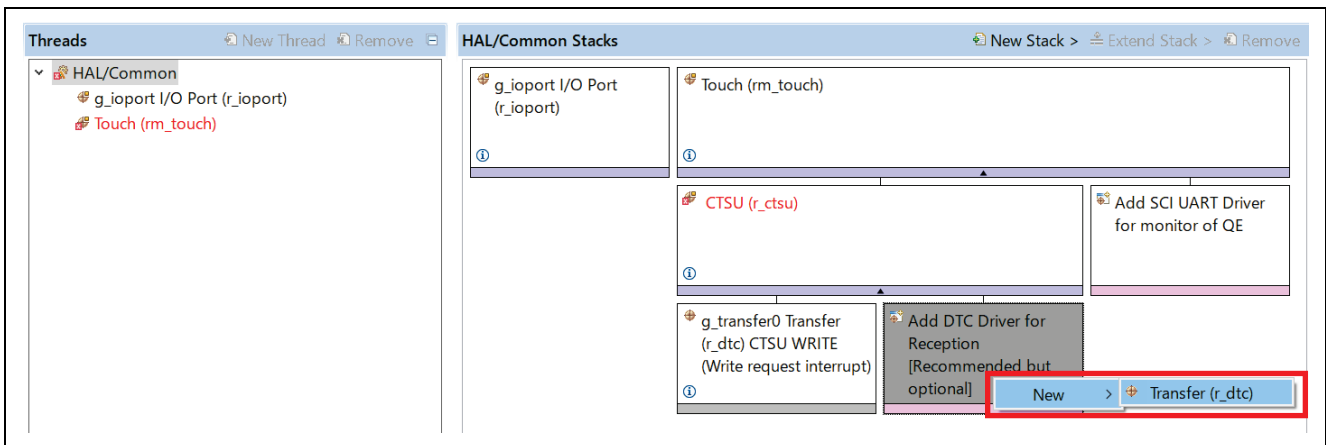 Threads
New Thread
Remove
HAL/Common
g_ioport I/O Port (r_ioport)
Touch (rm_touch)
HAL/Common Stacks
New Stack >
Extend Stack >
Remove
g_ioport I/O Port
(r_ioport)
Touch (rm_touch)
CTSU (r_ctsu)
Add SCI UART Driver
for monitor of QE
g_transfer0 Transfer
(r_dtc) CTSU WRITE
(Write request interrupt)
Add DTC Driver for
Reception
[Recommended but
optional]
New >
Transfer (r_dtc)